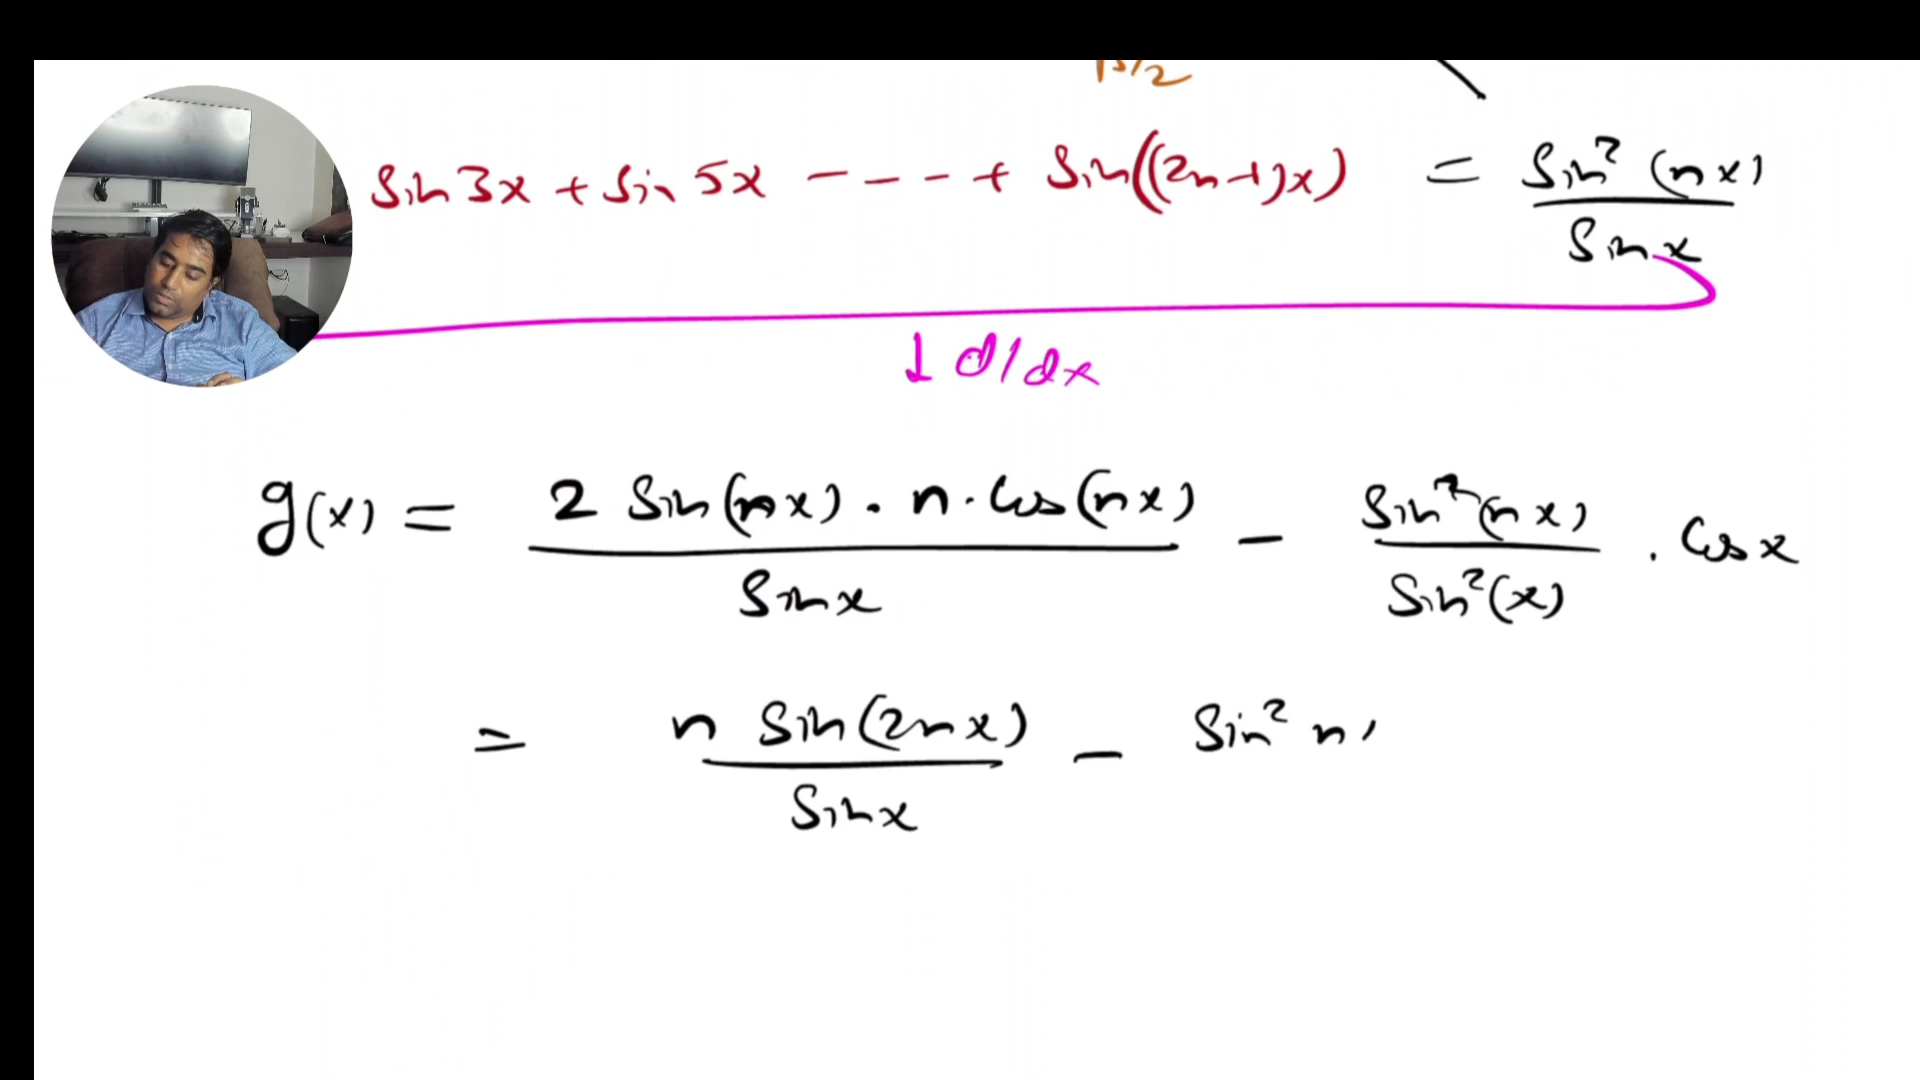 Sin 3x + Sin 5x - - - - + Sin((2n+1)x) = Sin² (nx) / Sin x
↓ d/dx
g(x) = 2 Sin(nx) . n . Cos(nx) / Sin x - Sin²(nx) / Sin²(x) . Cos x
= n Sin(2nx) / Sin x - Sin² n